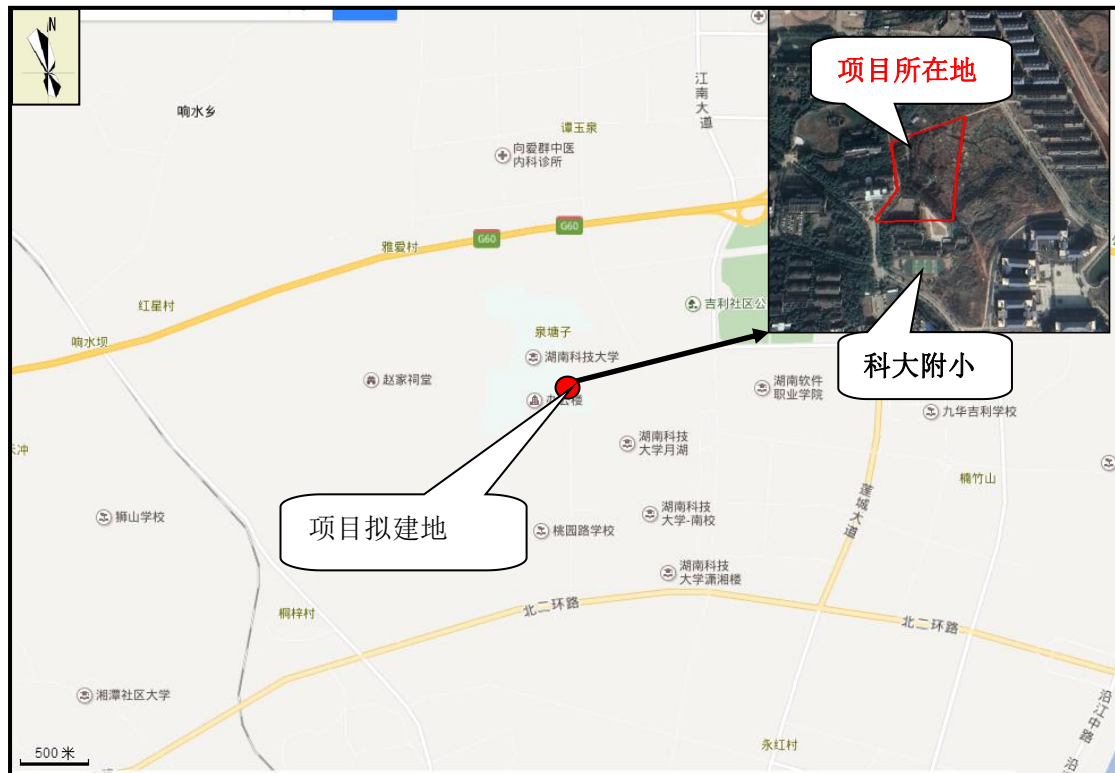 N
响水乡
江南大道
谭玉泉
向爱群中医
内科诊所
项目所在地
G60
G60
雅爱村
红星村
吉利社区公
响水坝
泉塘子
湖南科技大学
赵家祠堂
科大附小
湖南软件
职业学院
九华吉利学校
湖南科技
大学月湖
楠竹山
莲城大道
狮山学校
湖南科技
大学-南校
项目拟建地
桃园路学校
湖南科技
大学潇湘楼
桐梓村
北二环路
北二环路
湘潭社区大学
沿江中路
沿
永红村
500 米